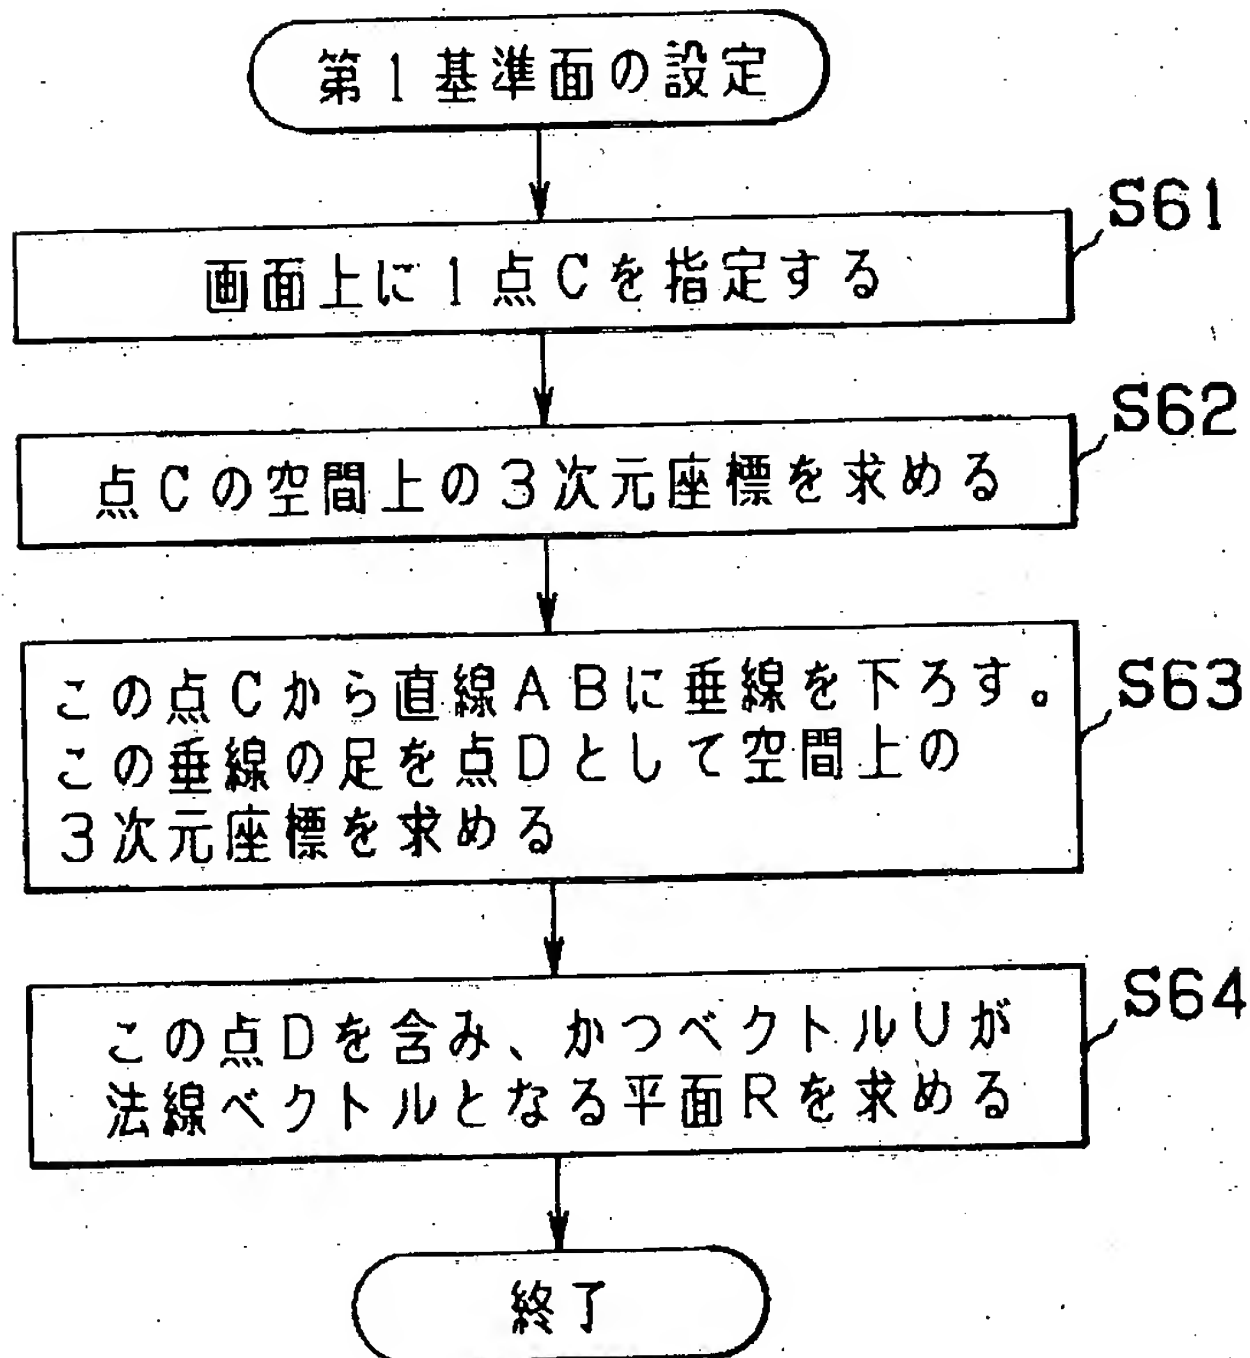 第1基準面の設定
S61
画面上に1点Cを指定する
S62
点Cの空間上の3次元座標を求める
S63
この点Cから直線ABに垂線を下ろす。
この垂線の足を点Dとして空間上の
3次元座標を求める
S64
この点Dを含み、かつベクトルUが
法線ベクトルとなる平面Rを求める
終了